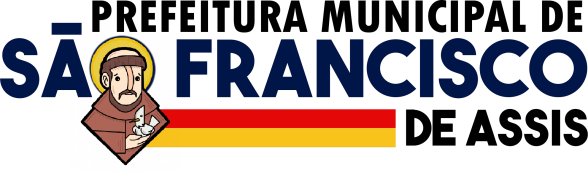 PREFEITURA MUNICIPAL DE
SÃO FRANCISCO
DE ASSIS